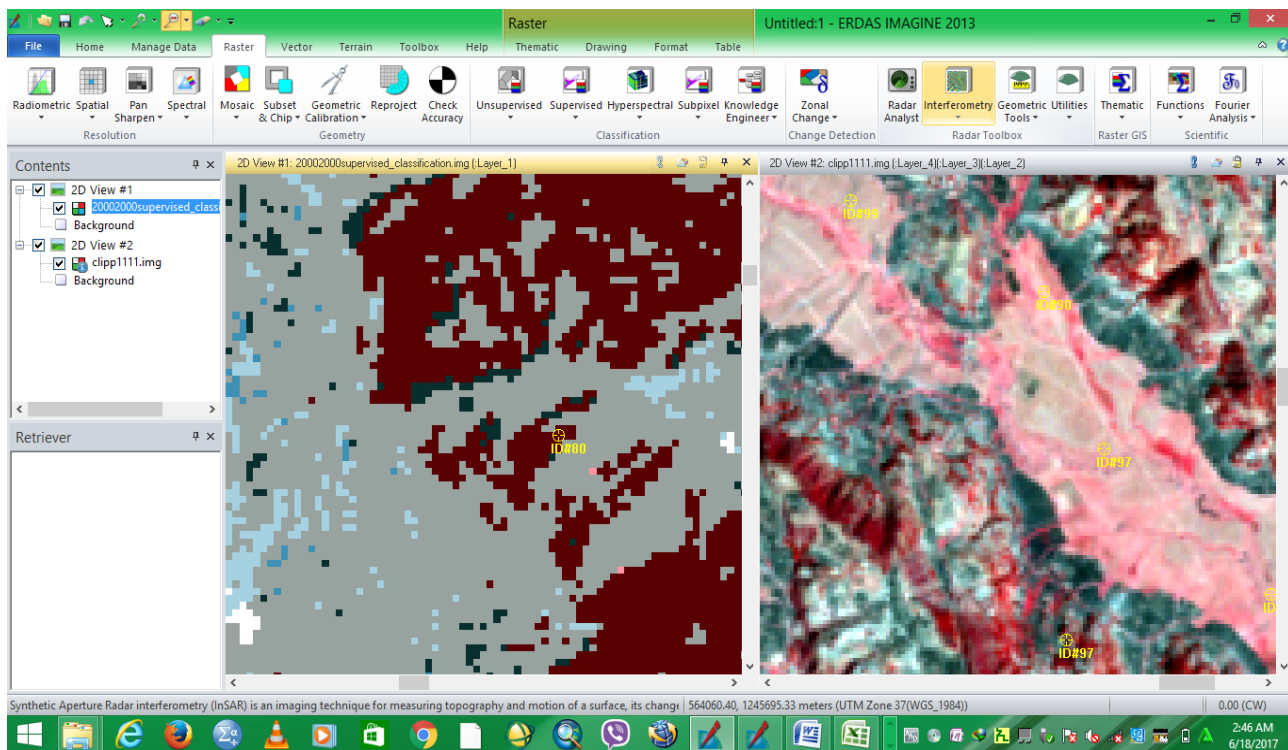 Raster
Untitled:1 - ERDAS IMAGINE 2013
File Home Manage Data Raster Vector Terrain Toolbox Help Thematic Drawing Format Table
Radiometric Spatial Pan Sharpen Spectral
Resolution
Mosaic Subset & Chip Geometric Calibration Reproject Check Accuracy
Geometry
Unsupervised Supervised Hyperspectral Subpixel Knowledge Engineer
Classification
Zonal Change
Change Detection
Radar Analyst Interferometry Geometric Tools Utilities
Radar Toolbox
Thematic
Raster GIS
Functions Fourier Analysis
Scientific
Contents
2D View #1
20002000supervised_classi
Background
2D View #2
clipp1111.img
Background
Retriever
2D View #1: 20002000supervised_classification.img (:Layer_1)
ID#80
2D View #2: clipp1111.img (:Layer_4)(:Layer_3)(:Layer_2)
ID#99
ID#90
ID#97
ID#97
Synthetic Aperture Radar interferometry (InSAR) is an imaging technique for measuring topography and motion of a surface, its chang
564060.40, 1245695.33 meters (UTM Zone 37(WGS_1984))
0.00 (CW)
2:46 AM
6/18/2017